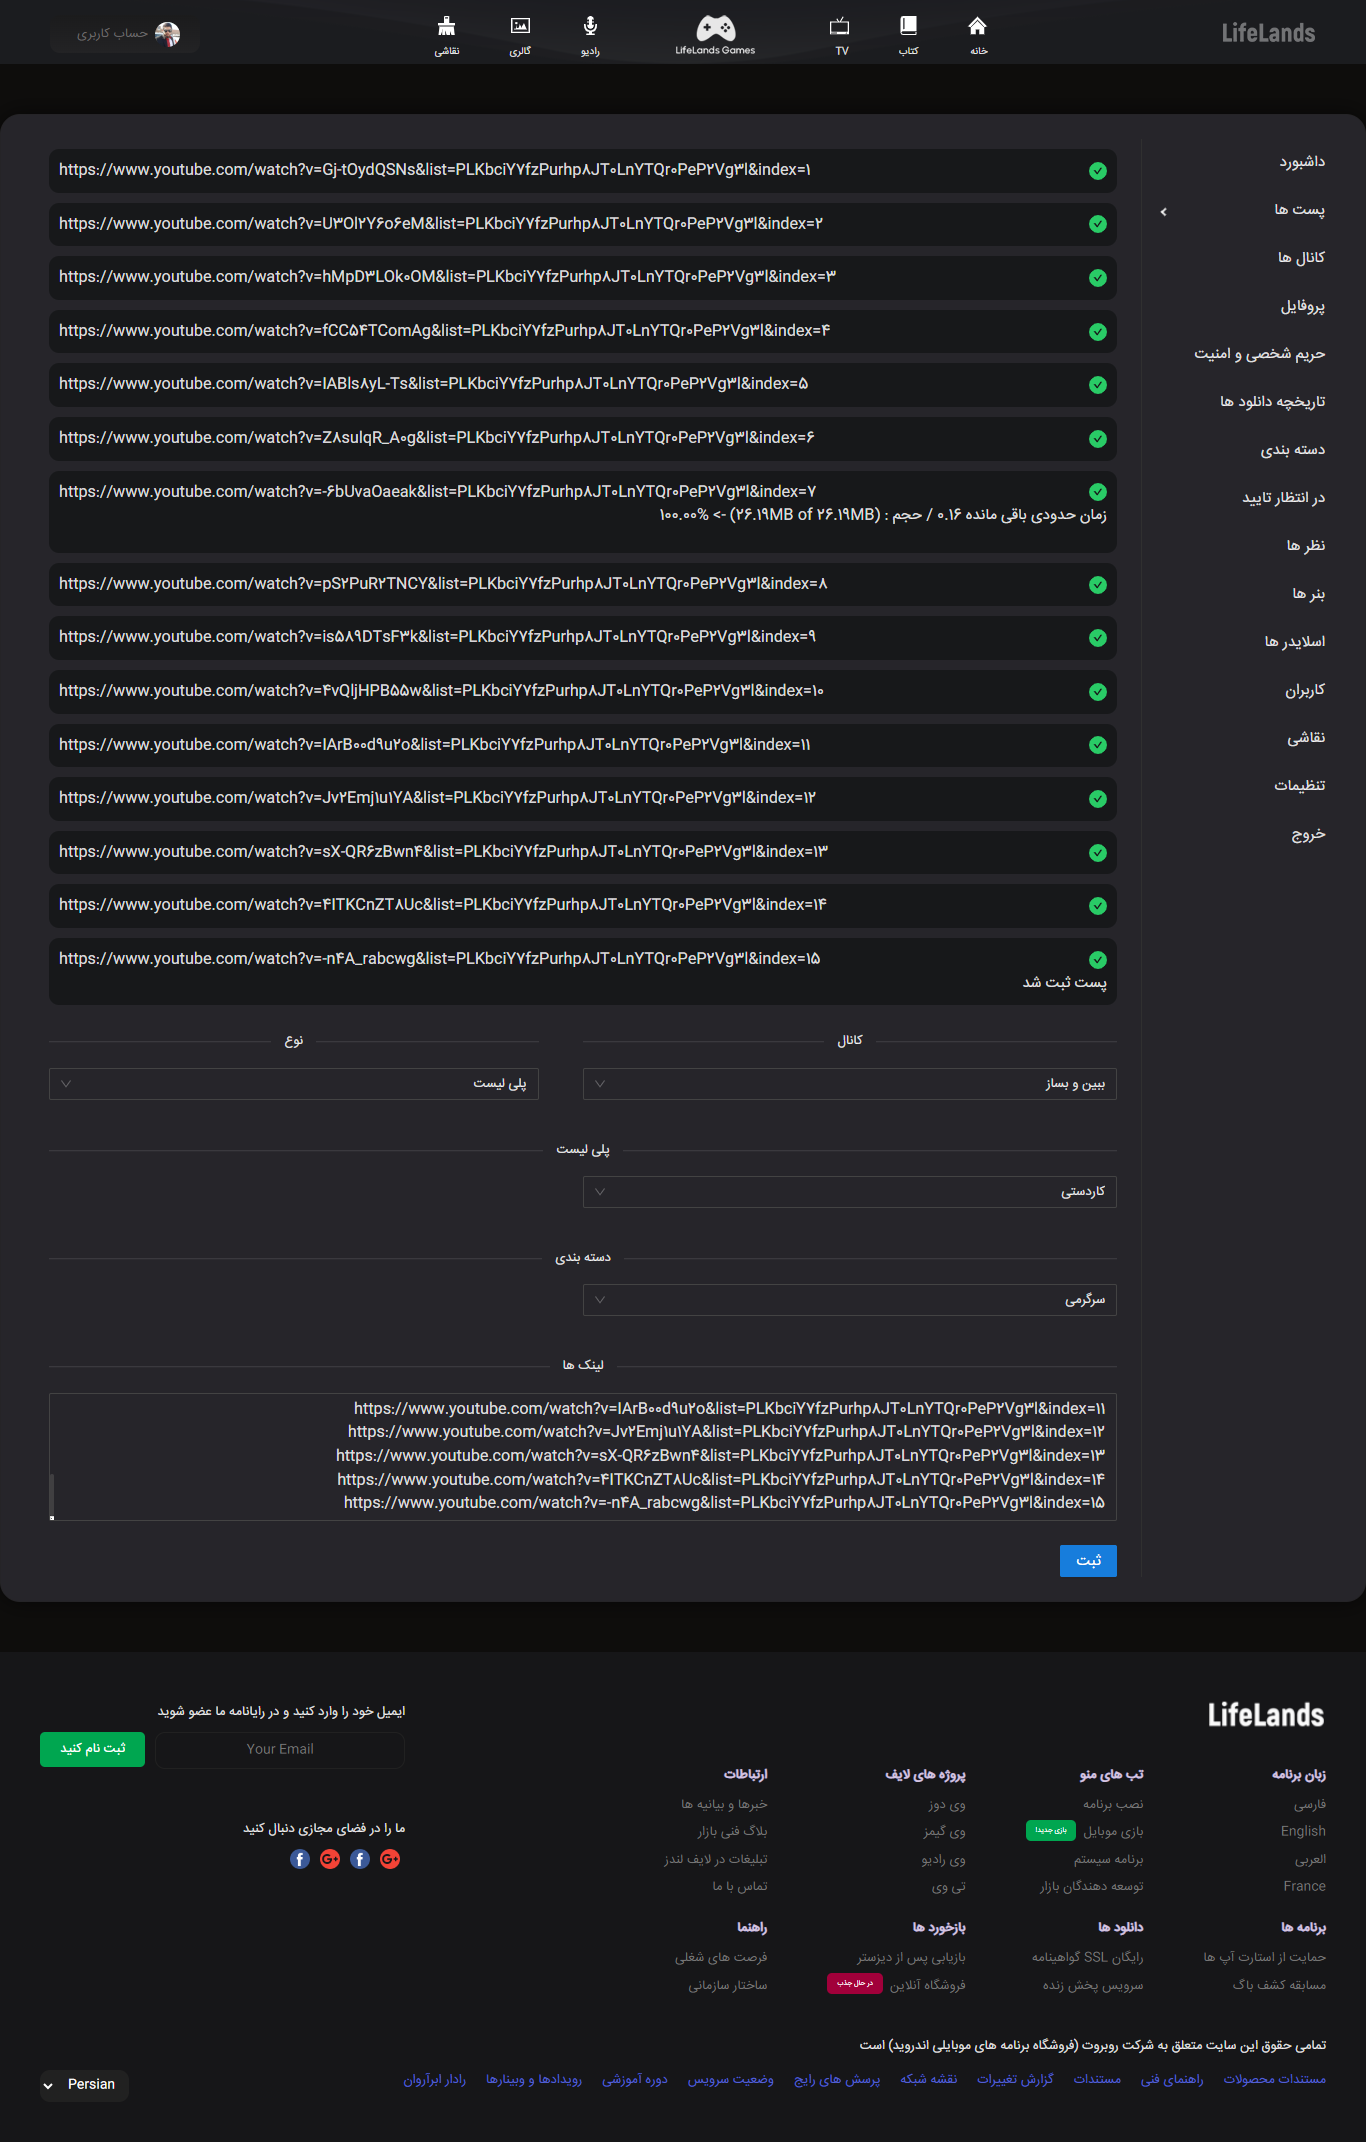 LifeLands
خانه
کتاب
TV
LifeLands Games
رادیو
گالری
نقاشی
حساب کاربری
داشبورد
پست ها
کانال ها
پروفایل
حریم شخصی و امنیت
تاریخچه دانلود ها
دسته بندی
در انتظار تایید
نظر ها
بنر ها
اسلایدر ها
کاربران
نقاشی
تنظیمات
خروج
https://www.youtube.com/watch?v=Gj-tOydQSNs&list=PLKbciY۷fzPurhp۸JT۰LnYTQr۰PeP۲Vg۳l&index=۱
https://www.youtube.com/watch?v=U۳Ol۲Y۶o۶eM&list=PLKbciY۷fzPurhp۸JT۰LnYTQr۰PeP۲Vg۳l&index=۲
https://www.youtube.com/watch?v=hMpD۳LOk۰OM&list=PLKbciY۷fzPurhp۸JT۰LnYTQr۰PeP۲Vg۳l&index=۳
https://www.youtube.com/watch?v=fCC۵۴TComAg&list=PLKbciY۷fzPurhp۸JT۰LnYTQr۰PeP۲Vg۳l&index=۴
https://www.youtube.com/watch?v=IABls۸yL-Ts&list=PLKbciY۷fzPurhp۸JT۰LnYTQr۰PeP۲Vg۳l&index=۵
https://www.youtube.com/watch?v=Z۸sulqR_A۰g&list=PLKbciY۷fzPurhp۸JT۰LnYTQr۰PeP۲Vg۳l&index=۶
https://www.youtube.com/watch?v=-۶bUvaOaeak&list=PLKbciY۷fzPurhp۸JT۰LnYTQr۰PeP۲Vg۳l&index=۷
زمان حدودی باقی مانده ۰.۱۶ / حجم : (۲۶.۱۹MB of ۲۶.۱۹MB) -> %۱۰۰.۰۰
https://www.youtube.com/watch?v=pS۲PuR۲TNCY&list=PLKbciY۷fzPurhp۸JT۰LnYTQr۰PeP۲Vg۳l&index=۸
https://www.youtube.com/watch?v=is۵۸۹DTsF۳k&list=PLKbciY۷fzPurhp۸JT۰LnYTQr۰PeP۲Vg۳l&index=۹
https://www.youtube.com/watch?v=۴vQljHPB۵۵w&list=PLKbciY۷fzPurhp۸JT۰LnYTQr۰PeP۲Vg۳l&index=۱۰
https://www.youtube.com/watch?v=IArB۰۰d۹u۲o&list=PLKbciY۷fzPurhp۸JT۰LnYTQr۰PeP۲Vg۳l&index=۱۱
https://www.youtube.com/watch?v=Jv۲Emj۱u۱YA&list=PLKbciY۷fzPurhp۸JT۰LnYTQr۰PeP۲Vg۳l&index=۱۲
https://www.youtube.com/watch?v=sX-QR۶zBwn۴&list=PLKbciY۷fzPurhp۸JT۰LnYTQr۰PeP۲Vg۳l&index=۱۳
https://www.youtube.com/watch?v=۴ITKCnZT۸Uc&list=PLKbciY۷fzPurhp۸JT۰LnYTQr۰PeP۲Vg۳l&index=۱۴
https://www.youtube.com/watch?v=-n۴A_rabcwg&list=PLKbciY۷fzPurhp۸JT۰LnYTQr۰PeP۲Vg۳l&index=۱۵
پست ثبت شد
کانال
نوع
ببین و بساز
پلی لیست
پلی لیست
کاردستی
دسته بندی
سرگرمی
لینک ها
https://www.youtube.com/watch?v=IArB۰۰d۹u۲o&list=PLKbciY۷fzPurhp۸JT۰LnYTQr۰PeP۲Vg۳l&index=۱۱
https://www.youtube.com/watch?v=Jv۲Emj۱u۱YA&list=PLKbciY۷fzPurhp۸JT۰LnYTQr۰PeP۲Vg۳l&index=۱۲
https://www.youtube.com/watch?v=sX-QR۶zBwn۴&list=PLKbciY۷fzPurhp۸JT۰LnYTQr۰PeP۲Vg۳l&index=۱۳
https://www.youtube.com/watch?v=۴ITKCnZT۸Uc&list=PLKbciY۷fzPurhp۸JT۰LnYTQr۰PeP۲Vg۳l&index=۱۴
https://www.youtube.com/watch?v=-n۴A_rabcwg&list=PLKbciY۷fzPurhp۸JT۰LnYTQr۰PeP۲Vg۳l&index=۱۵
ثبت
LifeLands
زبان برنامه
فارسی
English
العربی
France
تب های منو
نصب برنامه
بازی موبایل بازی جدید!
برنامه سیستم
توسعه دهندگان بازار
پروژه های لایف
وی دوز
وی گیمز
وی رادیو
تی وی
ارتباطات
خبرها و بیانیه ها
بلاگ فنی بازار
تبلیغات در لایف لندز
تماس با ما
برنامه ها
حمایت از استارت آپ ها
مسابقه کشف باگ
دانلود ها
رایگان SSL گواهینامه
سرویس پخش زنده
بازخورد ها
بازیابی پس از دیزستر
فروشگاه آنلاین در حال جذب
راهنما
فرصت های شغلی
ساختار سازمانی
ایمیل خود را وارد کنید و در رایانامه ما عضو شوید
Your Email
ثبت نام کنید
ما را در فضای مجازی دنبال کنید
تمامی حقوق این سایت متعلق به شرکت روبروت (فروشگاه برنامه های موبایلی اندروید) است
مستندات محصولات راهنمای فنی مستندات گزارش تغییرات نقشه شبکه پرسش های رایج وضعیت سرویس دوره آموزشی رویدادها و وبینارها رادار ابرآروان
Persian